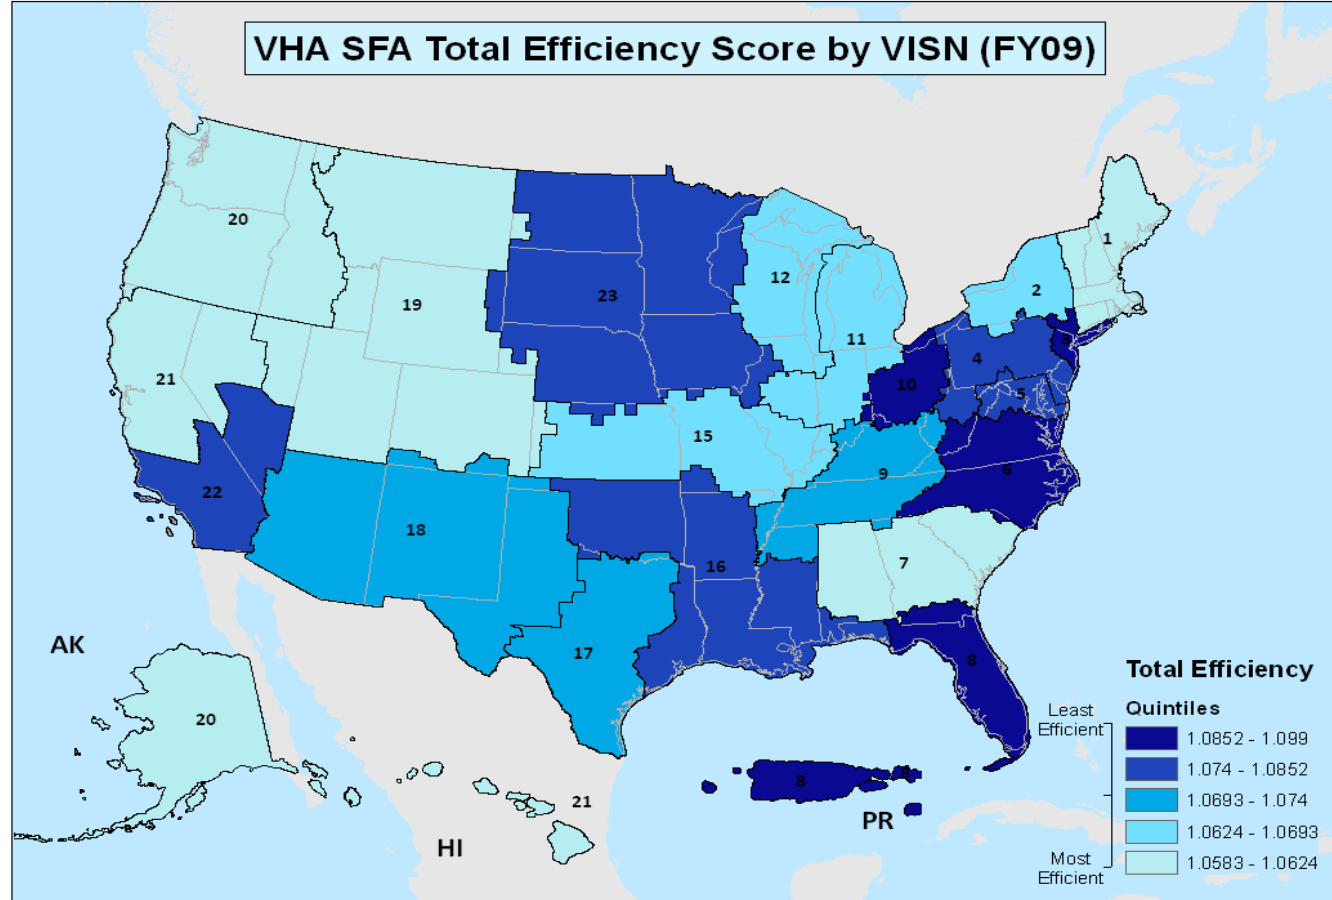 VHA SFA Total Efficiency Score by VISN (FY09)
1
20
12
2
23
19
11
3
4
21
10
5
15
9
6
22
18
7
16
AK
17
8
20
Total Efficiency
Quintiles
Least
Efficient
1.0852 - 1.099
1.074 - 1.0852
1.0693 - 1.074
1.0624 - 1.0693
1.0583 - 1.0624
Most
Efficient
8
8
21
PR
HI